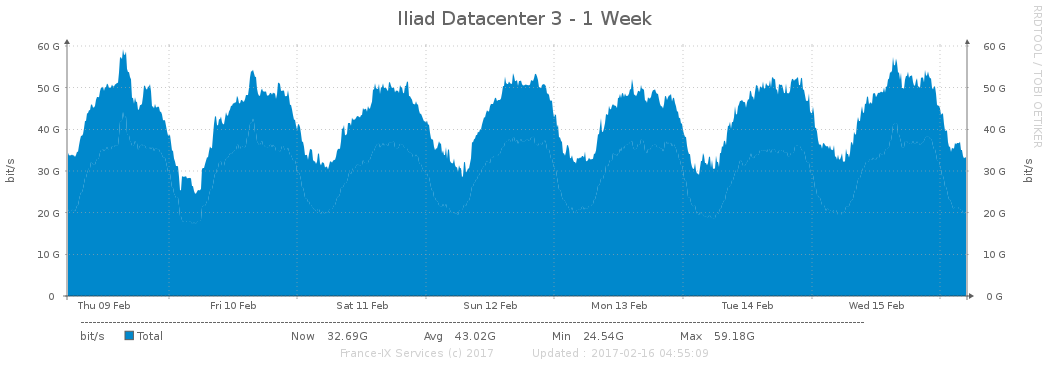 Iliad Datacenter 3 - 1 Week
RRDTOOL / TOBI OETIKER
60 G 60 G
50 G 50 G
40 G 40 G
30 G 30 G
20 G 20 G
10 G 10 G
0 0 G
bit/s bit/s
Thu 09 Feb Fri 10 Feb Sat 11 Feb Sun 12 Feb Mon 13 Feb Tue 14 Feb Wed 15 Feb
bit/s Total Now 32.69G Avg 43.02G Min 24.54G Max 59.18G
France-IX Services (c) 2017 Updated : 2017-02-16 04:55:09